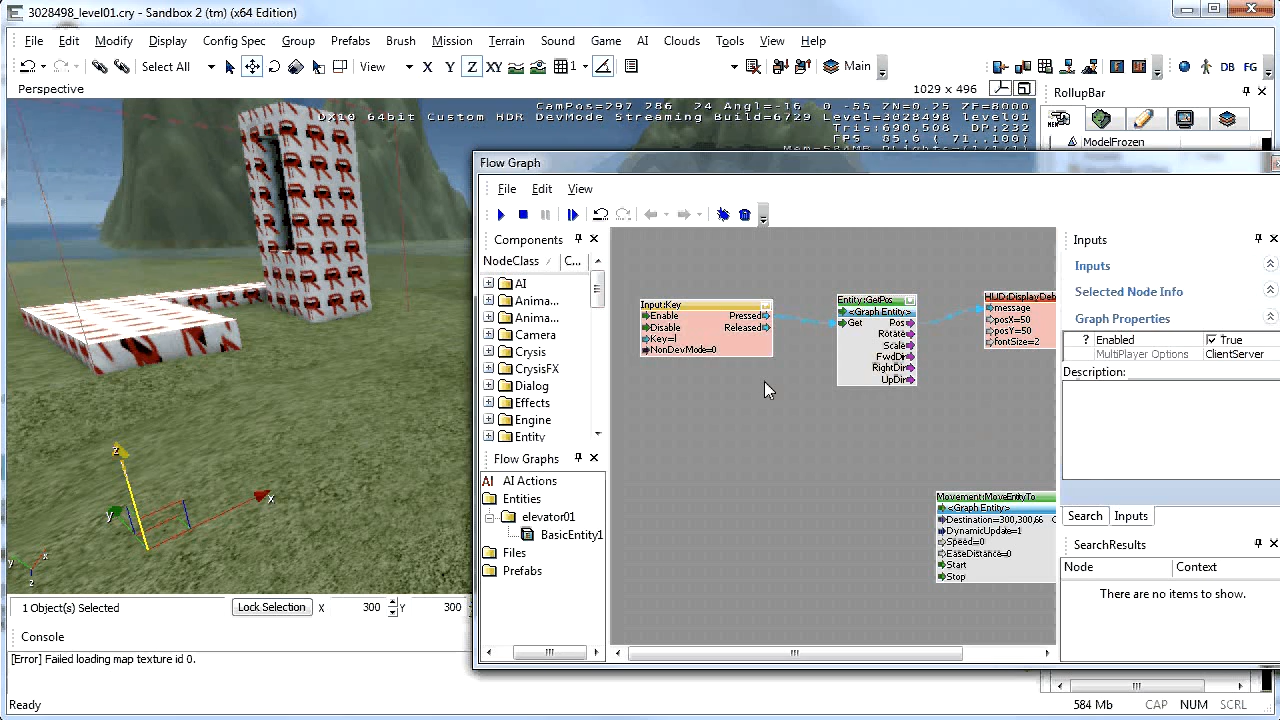 3028498_level01.cry - Sandbox 2 (tm) (x64 Edition)
File Edit Modify Display Config Spec Group Prefabs Brush Mission Terrain Sound Game AI Clouds Tools View Help
Select All View X Y Z XY 1 Main DB FG
Perspective 1029 x 496
RollupBar
CamPos=297 286 24 Angl=-16 0 -55 ZN=0.25 ZF=8000
DX10 64bit Custom HDR DevMode Streaming Build=6729 Level=3028498 level01
Tris:690,506 DP:232
FPS 85.6 ( 71..100)
ModelFrozen
Flow Graph
File Edit View
Components
NodeClass / C...
AI
Anima...
Anima...
Camera
Crysis
CrysisFX
Dialog
Effects
Engine
Entity
Flow Graphs
AI AI Actions
Entities
elevator01
BasicEntity1
Files
Prefabs
Input:Key
Enable Pressed
Disable Released
Key=l
NonDevMode=0
Entity:GetPos
<Graph Entity>
Get Pos
Rotate
Scale
FwdDir
RightDir
UpDir
HUD:DisplayDeb
message
posX=50
posY=50
fontSize=2
Movement:MoveEntityTo
<Graph Entity>
Destination=300,300,66
DynamicUpdate=1
Speed=0
EaseDistance=0
Start
Stop
Inputs
Inputs
Selected Node Info
Graph Properties
? Enabled True
MultiPlayer Options ClientServer
Description:
Search Inputs
SearchResults
Node Context
There are no items to show.
z
x
y
y
x
z
1 Object(s) Selected Lock Selection X 300 Y 300
Console
[Error] Failed loading map texture id 0.
Ready 584 Mb CAP NUM SCRL